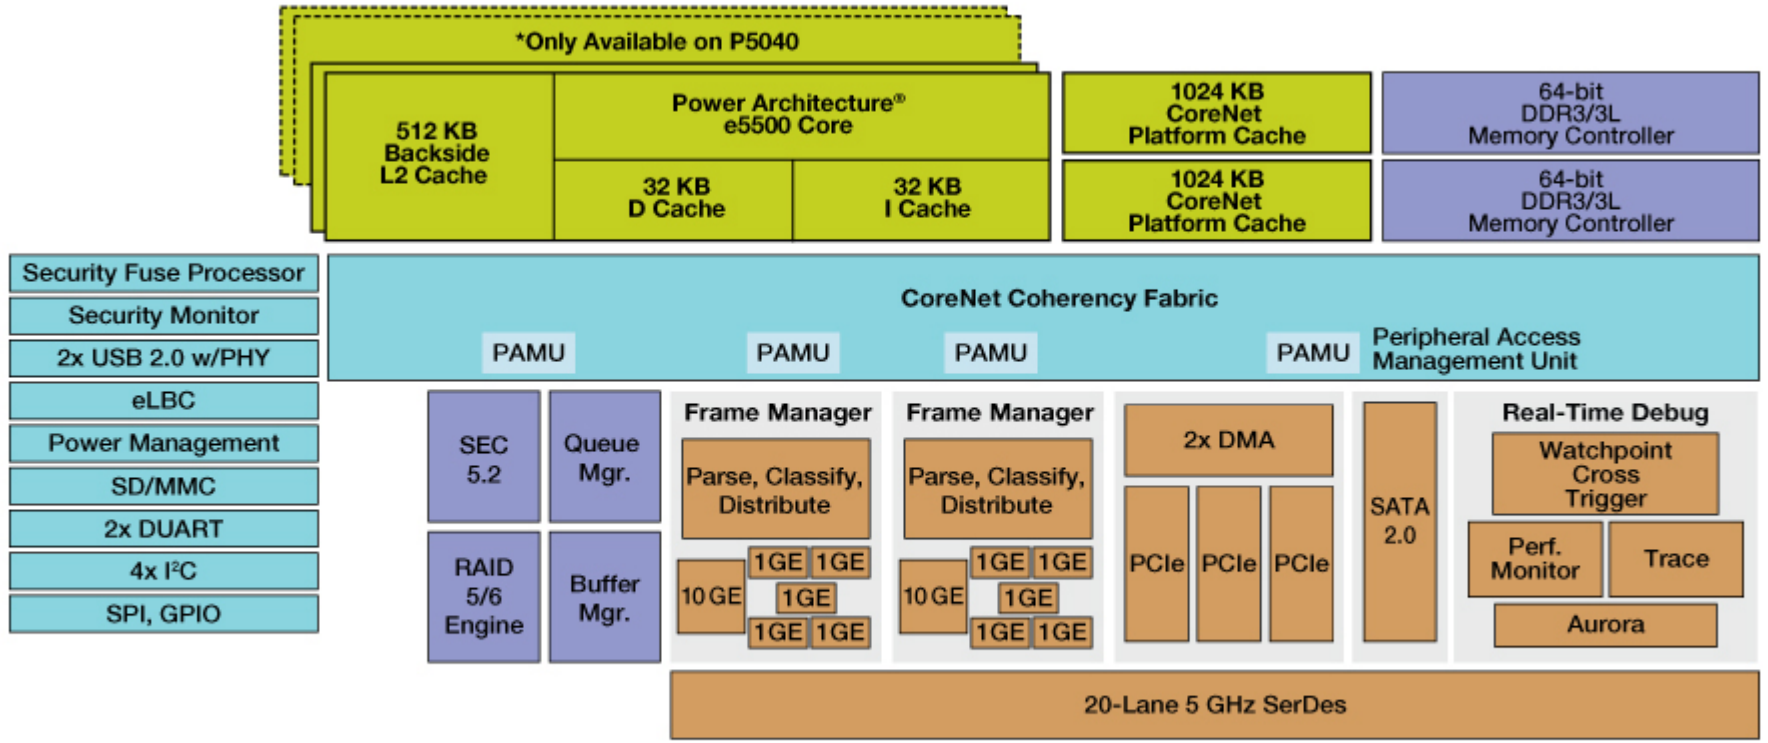 *Only Available on P5040
512 KB
Backside
L2 Cache
Power Architecture®
e5500 Core
32 KB
D Cache
32 KB
I Cache
1024 KB
CoreNet
Platform Cache
1024 KB
CoreNet
Platform Cache
64-bit
DDR3/3L
Memory Controller
64-bit
DDR3/3L
Memory Controller
Security Fuse Processor
Security Monitor
2x USB 2.0 w/PHY
eLBC
Power Management
SD/MMC
2x DUART
4x I²C
SPI, GPIO
CoreNet Coherency Fabric
PAMU
PAMU
PAMU
PAMU
Peripheral Access
Management Unit
SEC
5.2
Queue
Mgr.
RAID
5/6
Engine
Buffer
Mgr.
Frame Manager
Parse, Classify,
Distribute
10 GE
1GE 1GE
1GE
1GE 1GE
Frame Manager
Parse, Classify,
Distribute
10 GE
1GE 1GE
1GE
1GE 1GE
2x DMA
PCIe
PCIe
PCIe
SATA
2.0
Real-Time Debug
Watchpoint
Cross
Trigger
Perf.
Monitor
Trace
Aurora
20-Lane 5 GHz SerDes